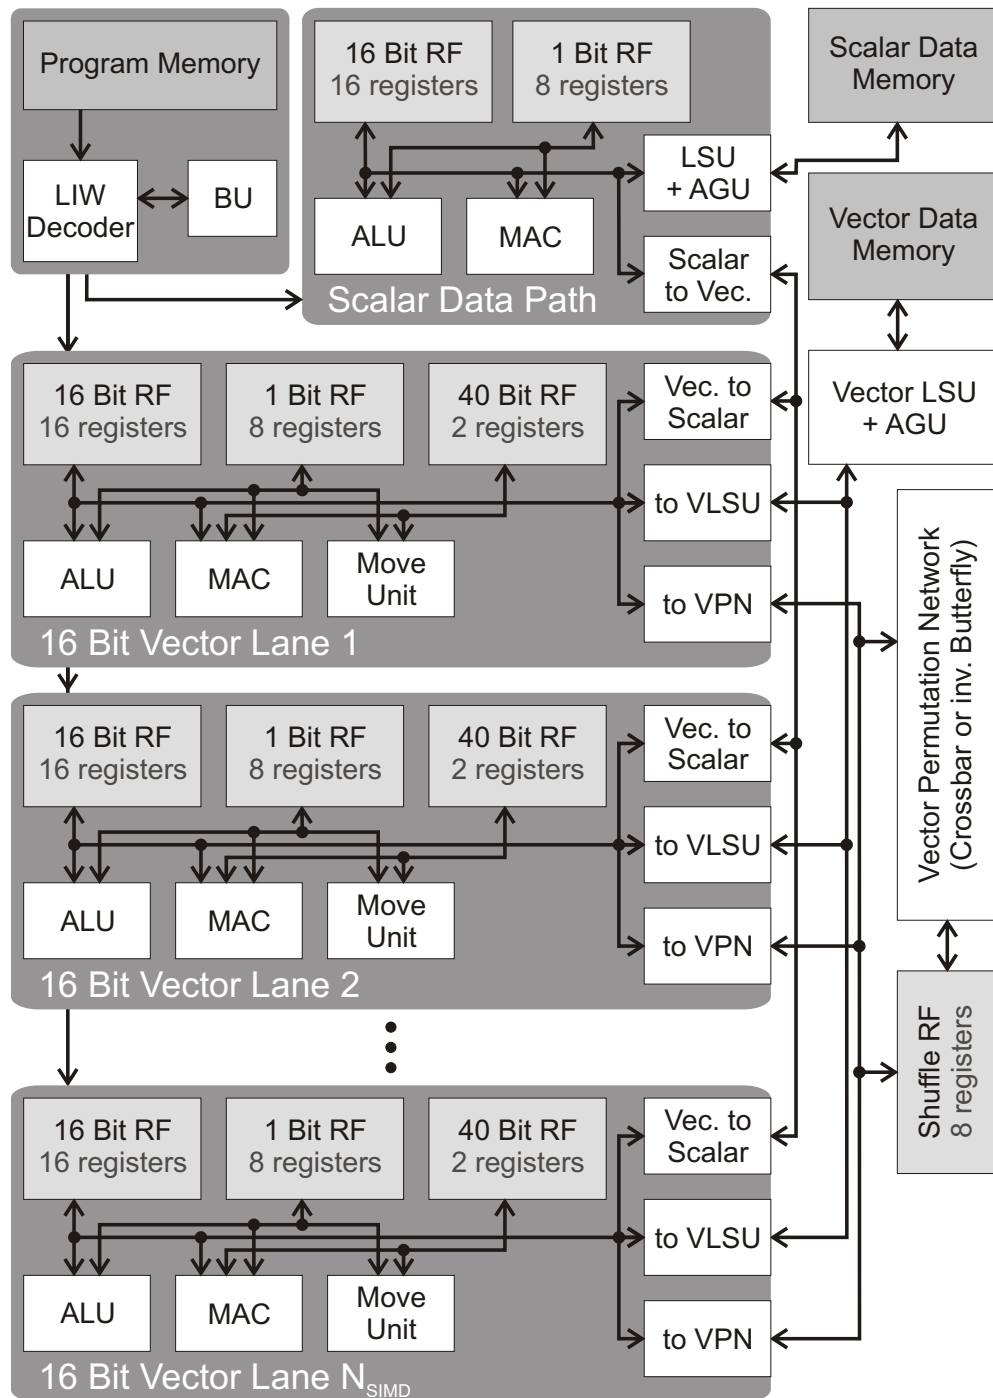 Program Memory
LIW
Decoder
BU
16 Bit RF
16 registers
1 Bit RF
8 registers
ALU
MAC
LSU
+ AGU
Scalar
to Vec.
Scalar Data Path
Scalar Data
Memory
Vector Data
Memory
Vector LSU
+ AGU
16 Bit RF
16 registers
1 Bit RF
8 registers
40 Bit RF
2 registers
Vec. to
Scalar
to VLSU
to VPN
ALU
MAC
Move
Unit
16 Bit Vector Lane 1
16 Bit RF
16 registers
1 Bit RF
8 registers
40 Bit RF
2 registers
Vec. to
Scalar
to VLSU
to VPN
ALU
MAC
Move
Unit
16 Bit Vector Lane 2
16 Bit RF
16 registers
1 Bit RF
8 registers
40 Bit RF
2 registers
Vec. to
Scalar
to VLSU
to VPN
ALU
MAC
Move
Unit
16 Bit Vector Lane N_SIMD
Vector Permutation Network
(Crossbar or inv. Butterfly)
Shuffle RF
8 registers